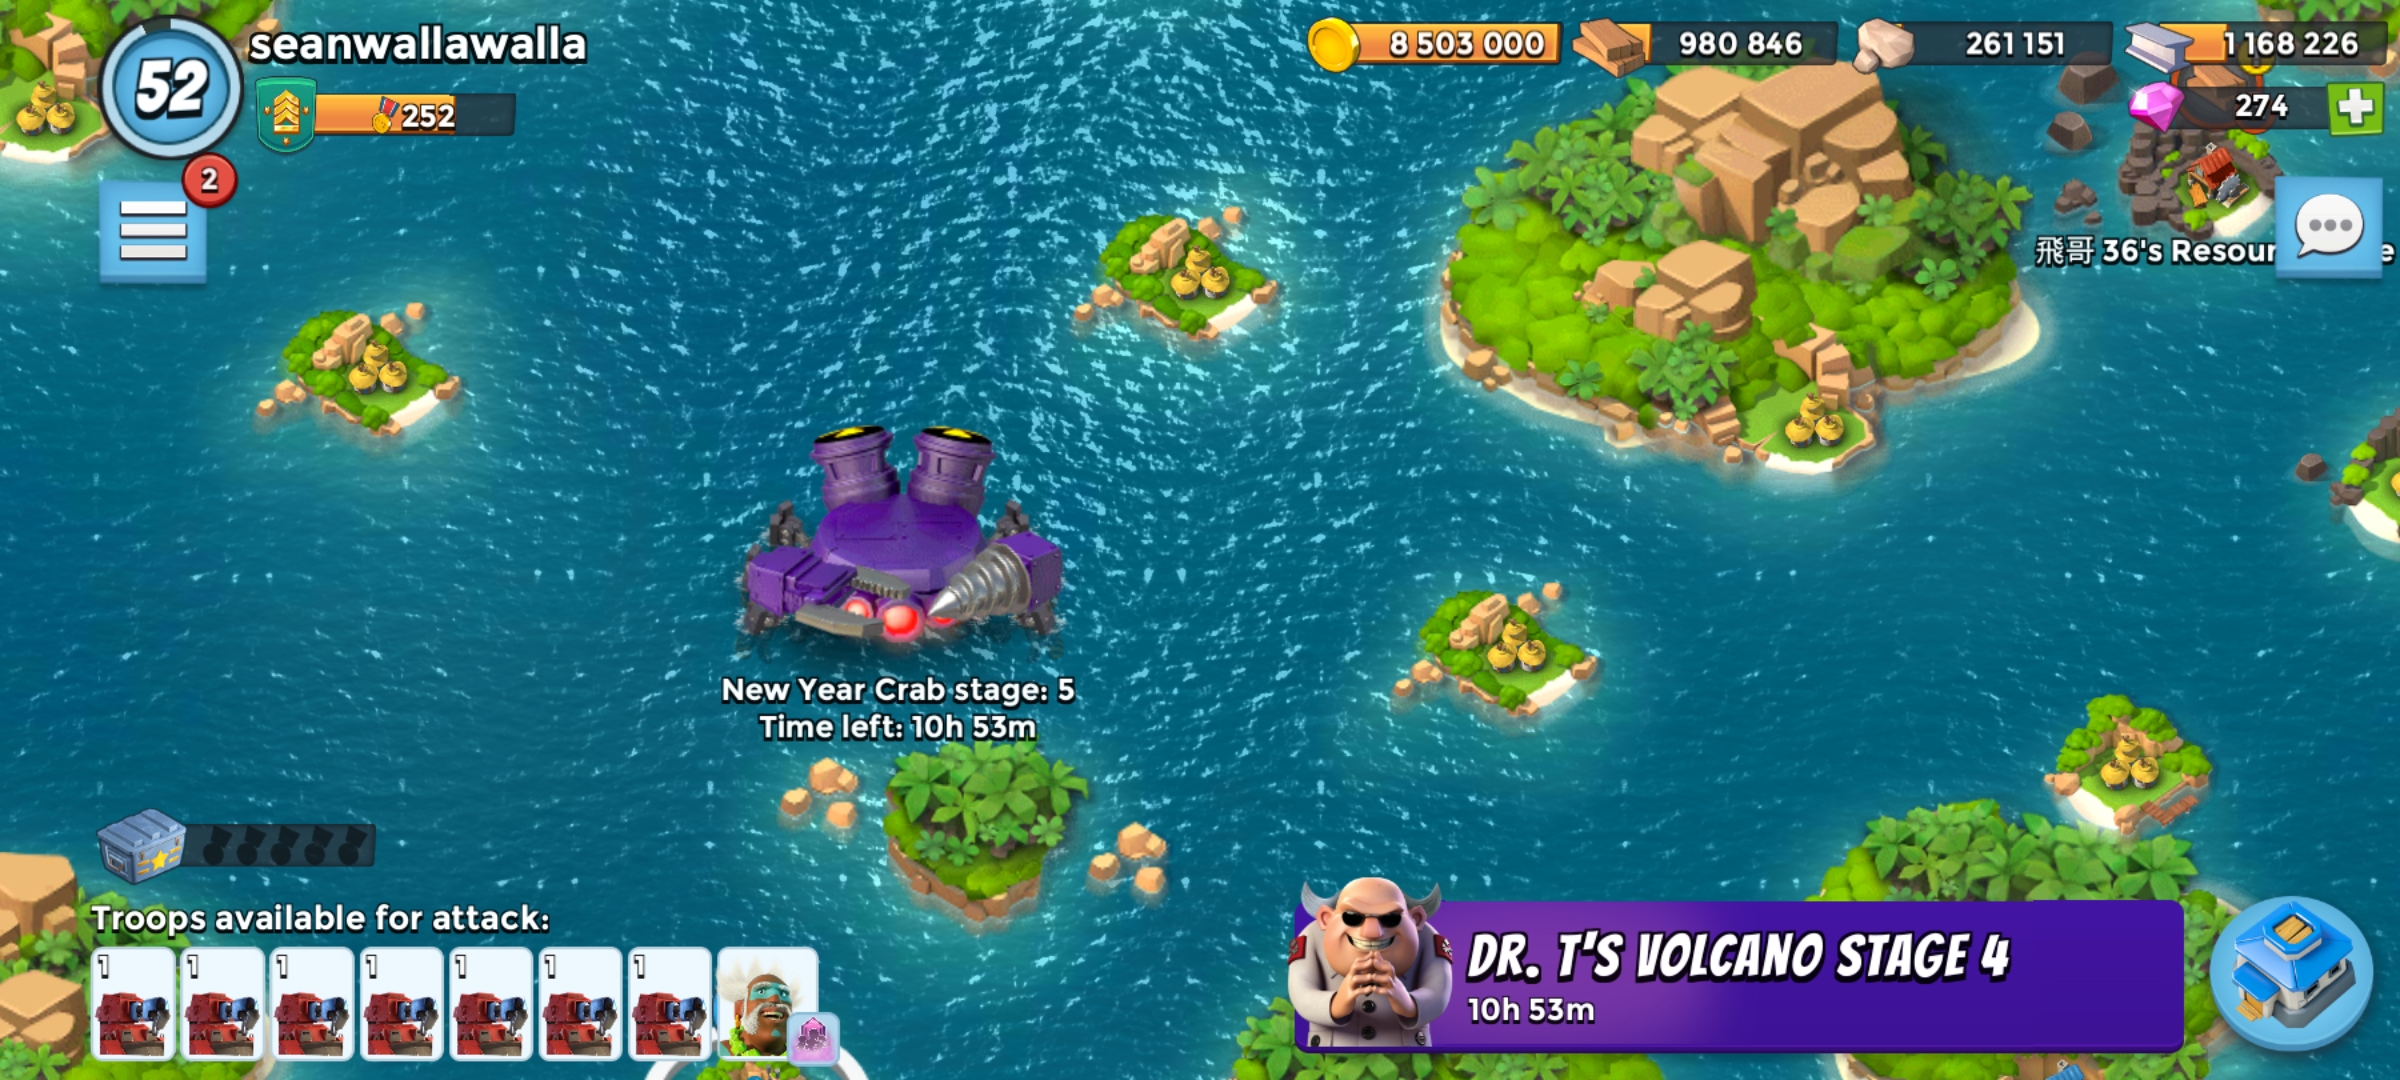 52
seanwallawalla
252
8 503 000
980 846
261 151
1 168 226
274
2
飛哥 36's
New Year Crab stage: 5
Time left: 10h 53m
Troops available for attack:
1
1
1
1
1
1
1
DR. T'S VOLCANO STAGE 4
10h 53m